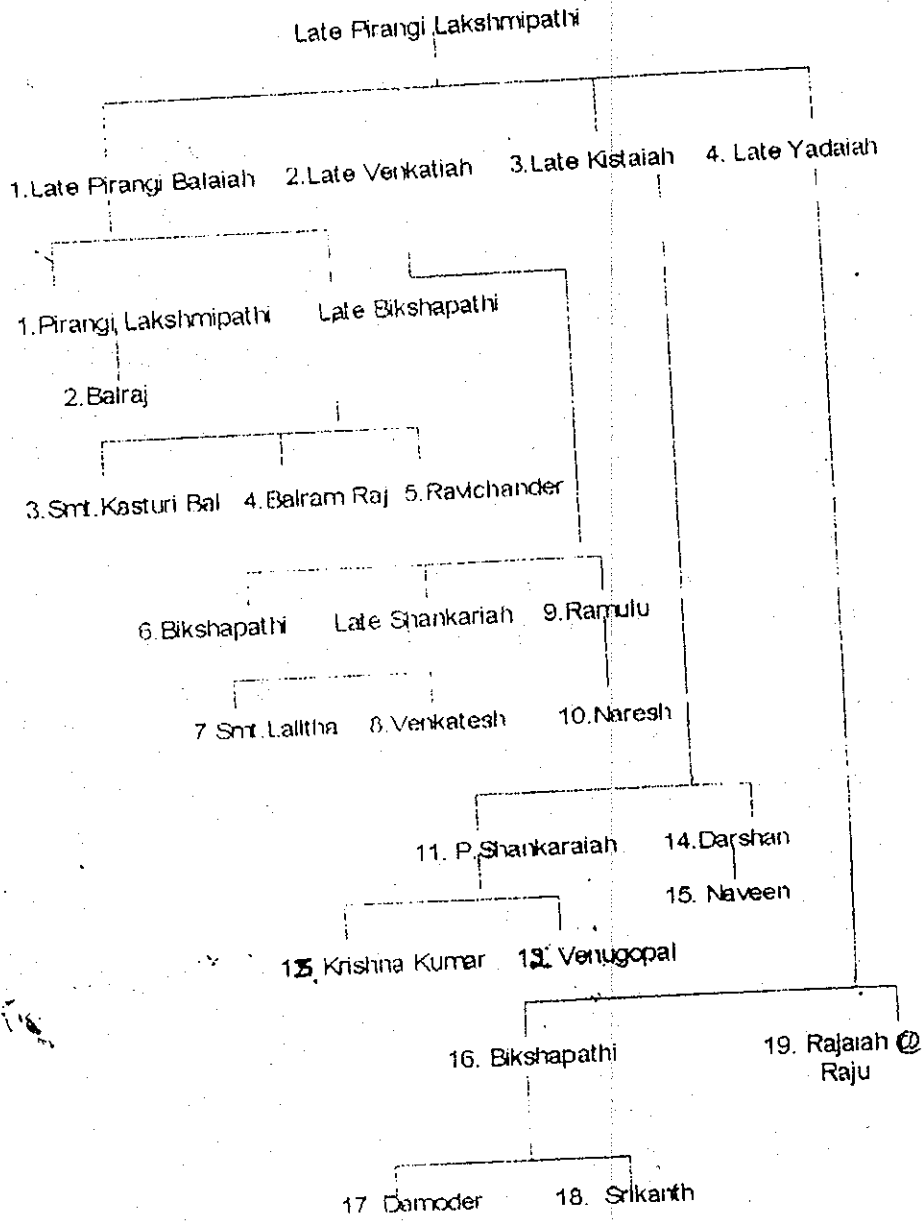 Late Pirangi Lakshmipathi
1.Late Pirangi Balaiah 2.Late Venkatiah 3.Late Kistaiah 4. Late Yadaiah
1.Pirangi Lakshmipathi Late Bikshapathi
2.Balraj
3.Smt.Kasturi Bai 4.Balram Raj 5.Ravichander
6.Bikshapathi Late Shankariah 9.Ramulu
7 Smt.Lalitha 8.Venkatesh 10.Naresh
11. P.Shankaraiah 14.Darshan
15. Naveen
Krishna Kumar Venugopal
16. Bikshapathi 19. Rajaiah @
Raju
17 Damoder 18. Srikanth